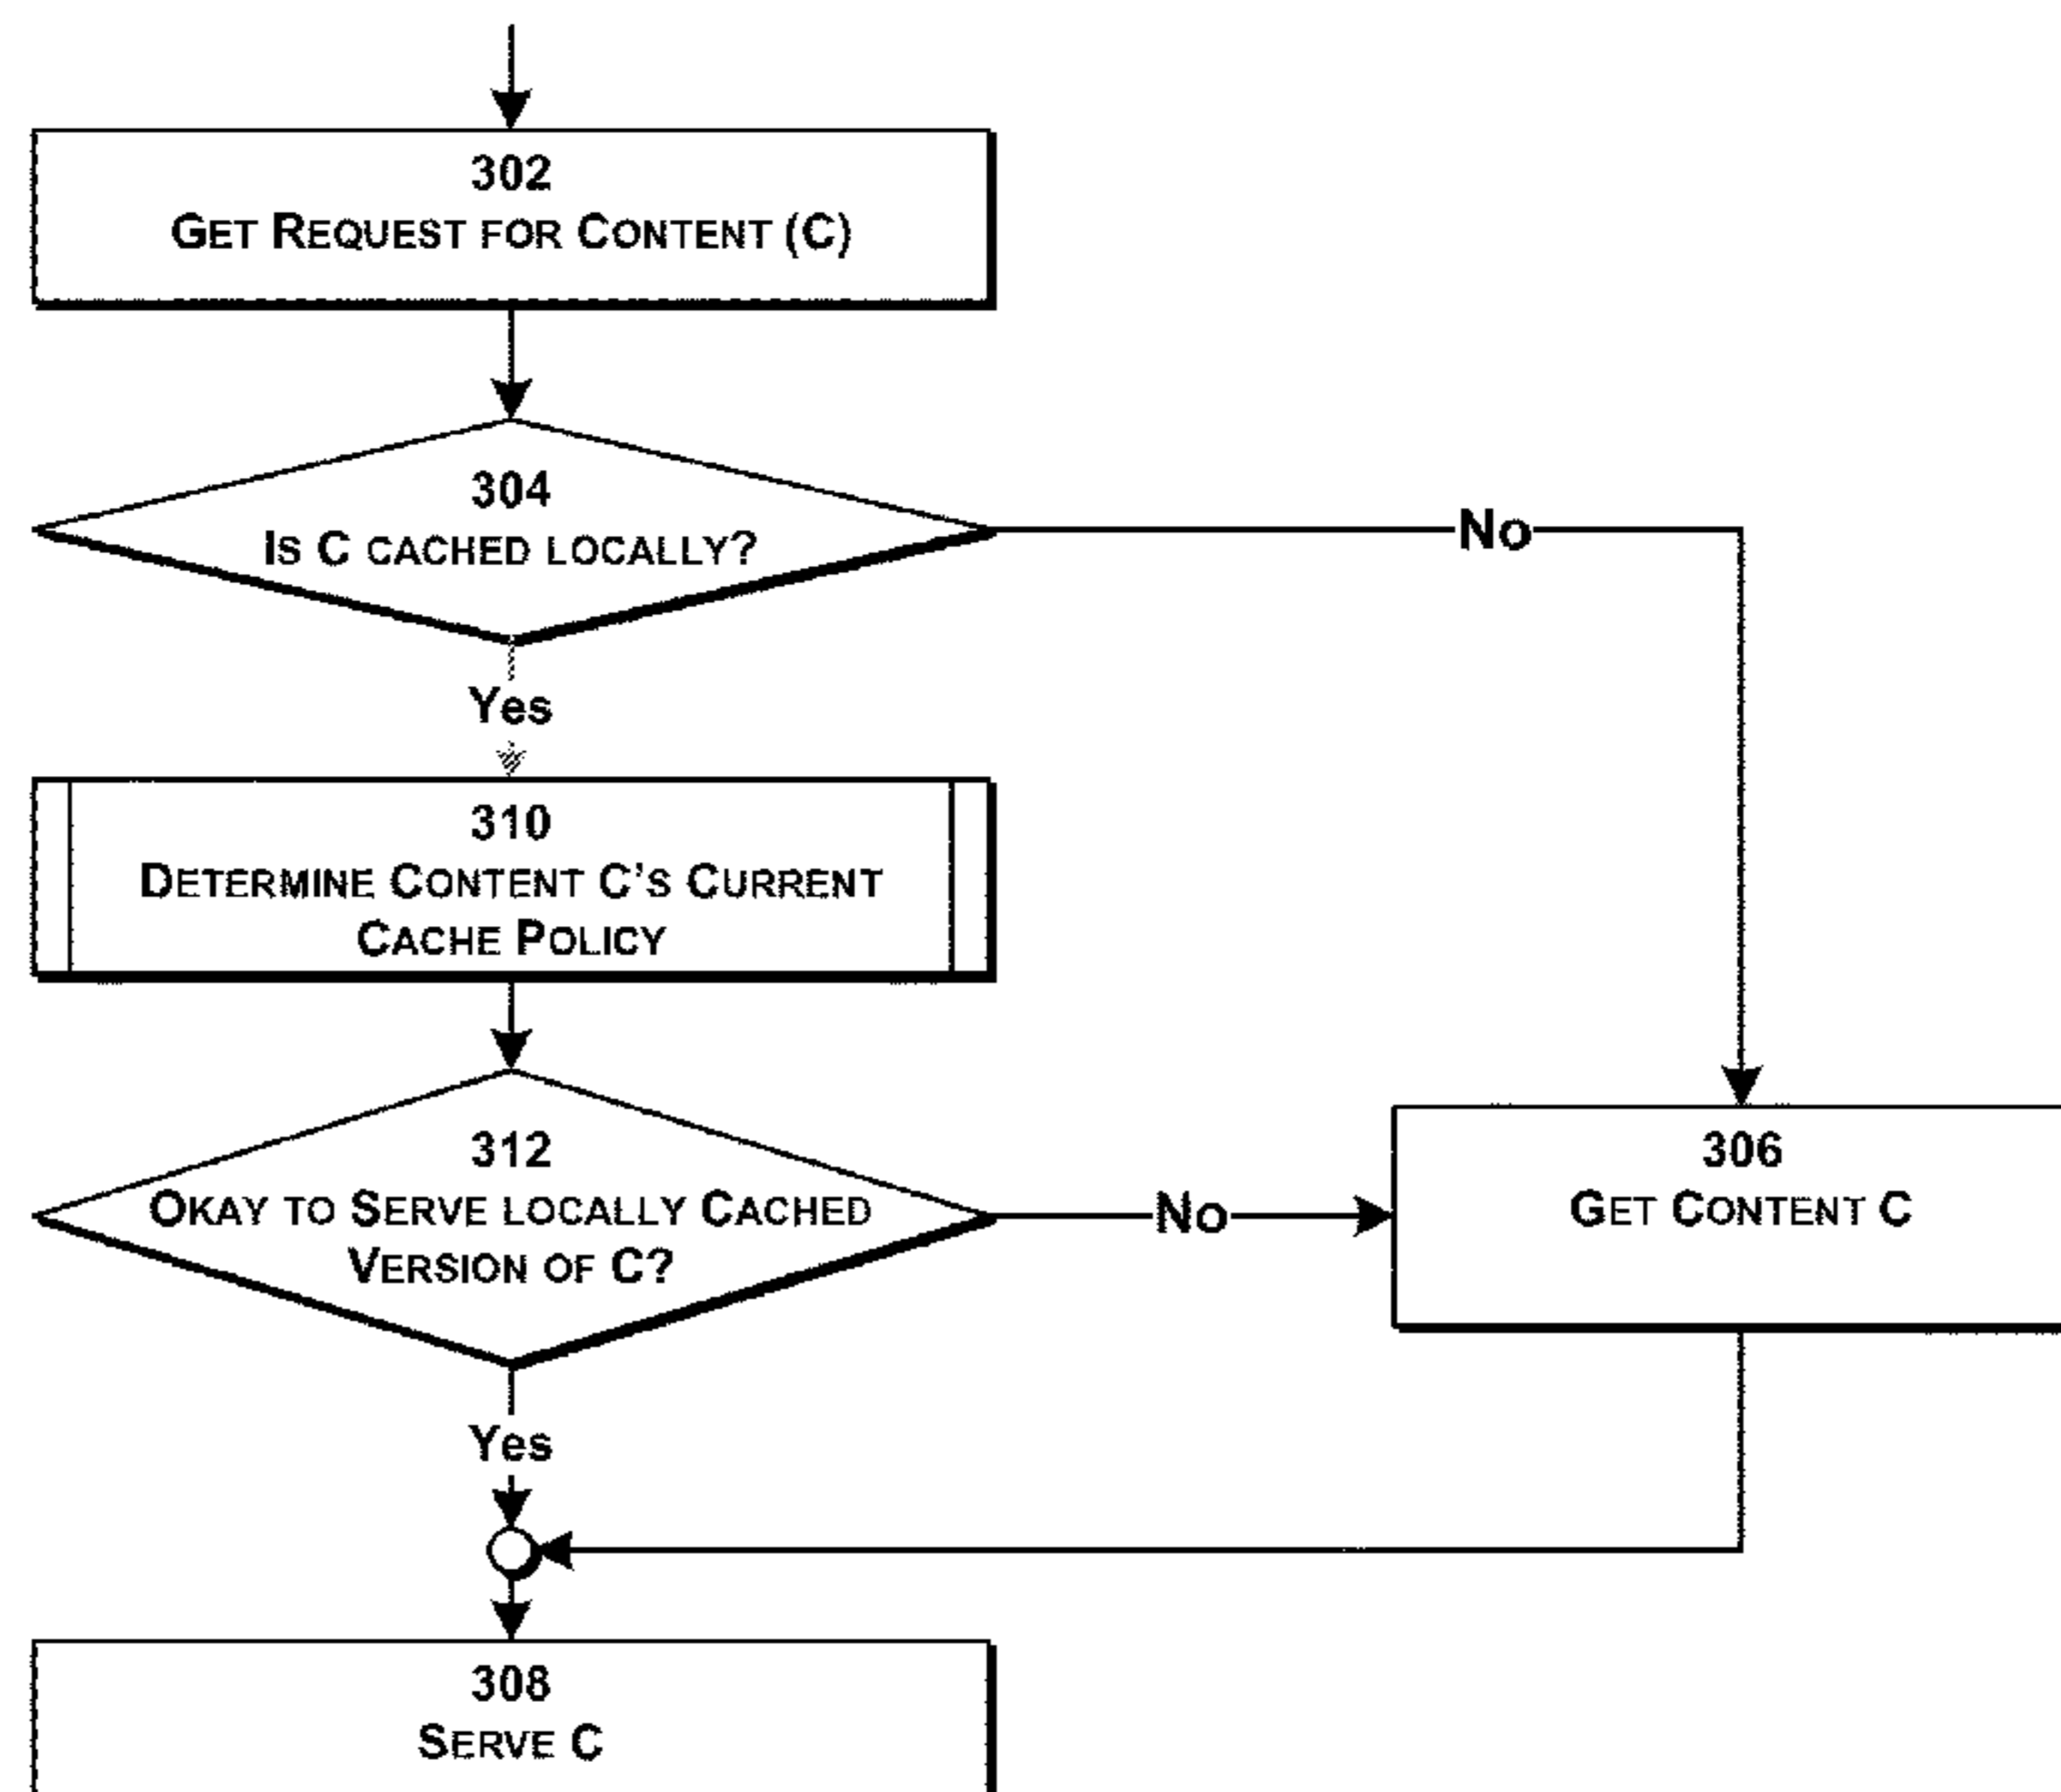 302
GET REQUEST FOR CONTENT (C)
304
IS C CACHED LOCALLY?
No
Yes
310
DETERMINE CONTENT C'S CURRENT
CACHE POLICY
312
OKAY TO SERVE LOCALLY CACHED
VERSION OF C?
No
306
GET CONTENT C
Yes
308
SERVE C